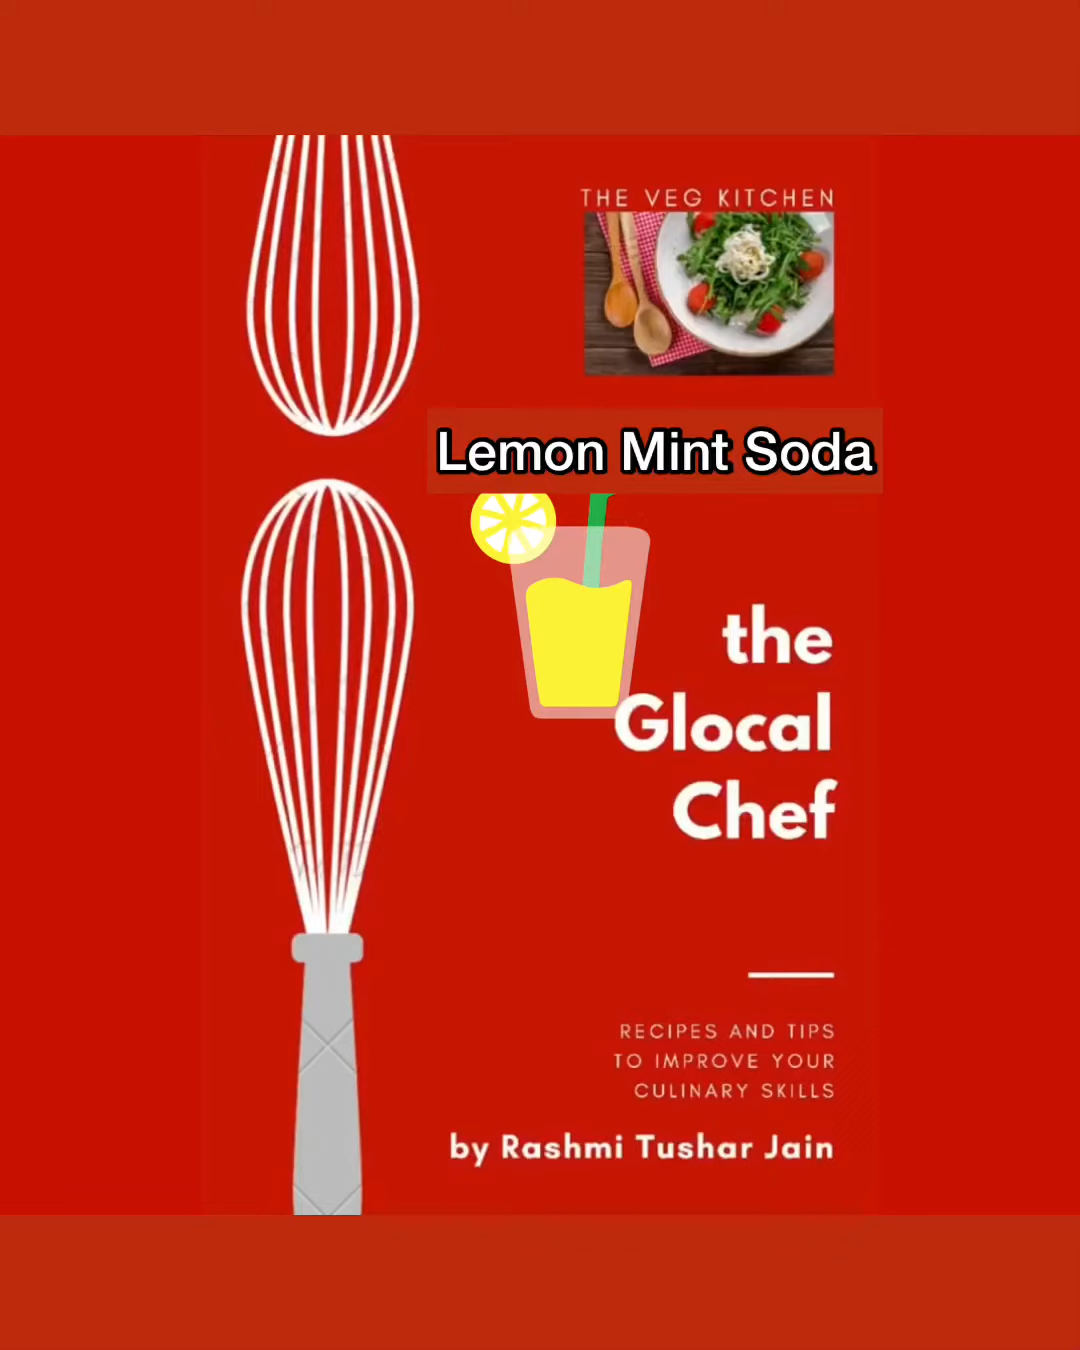 THE VEG KITCHEN
Lemon Mint Soda
the
Glocal
Chef
RECIPES AND TIPS
TO IMPROVE YOUR
CULINARY SKILLS
by Rashmi Tushar Jain